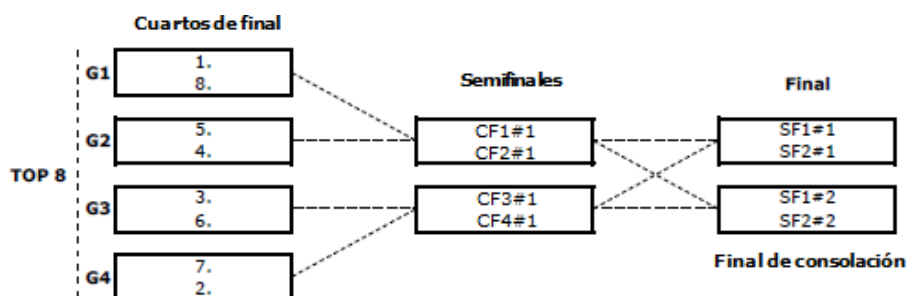 Cuartos de final
G1
1.
8.
Semifinales
Final
G2
5.
4.
CF1#1
CF2#1
SF1#1
SF2#1
TOP 8
G3
3.
6.
CF3#1
CF4#1
SF1#2
SF2#2
G4
7.
2.
Final de consolación